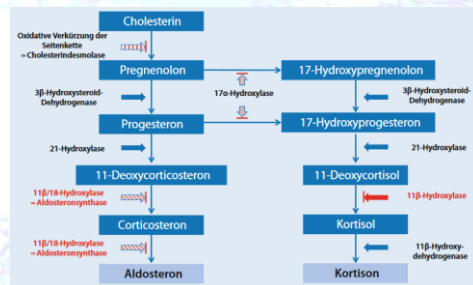 Cholesterin
Oxidative Verkürzung der
Seitenkette
= Cholesterindesmolase
Pregnenolon
17-Hydroxypregnenolon
3β-Hydroxysteroid-
Dehydrogenase
17α-Hydroxylase
3β-Hydroxysteroid-
Dehydrogenase
Progesteron
17-Hydroxyprogesteron
21-Hydroxylase
21-Hydroxylase
11-Deoxycorticosteron
11-Deoxycortisol
11β/18-Hydroxylase
= Aldosteronsynthase
11β-Hydroxylase
Corticosteron
Kortisol
11β/18-Hydroxylase
= Aldosteronsynthase
11β-Hydroxy-
dehydrogenase
Aldosteron
Kortison